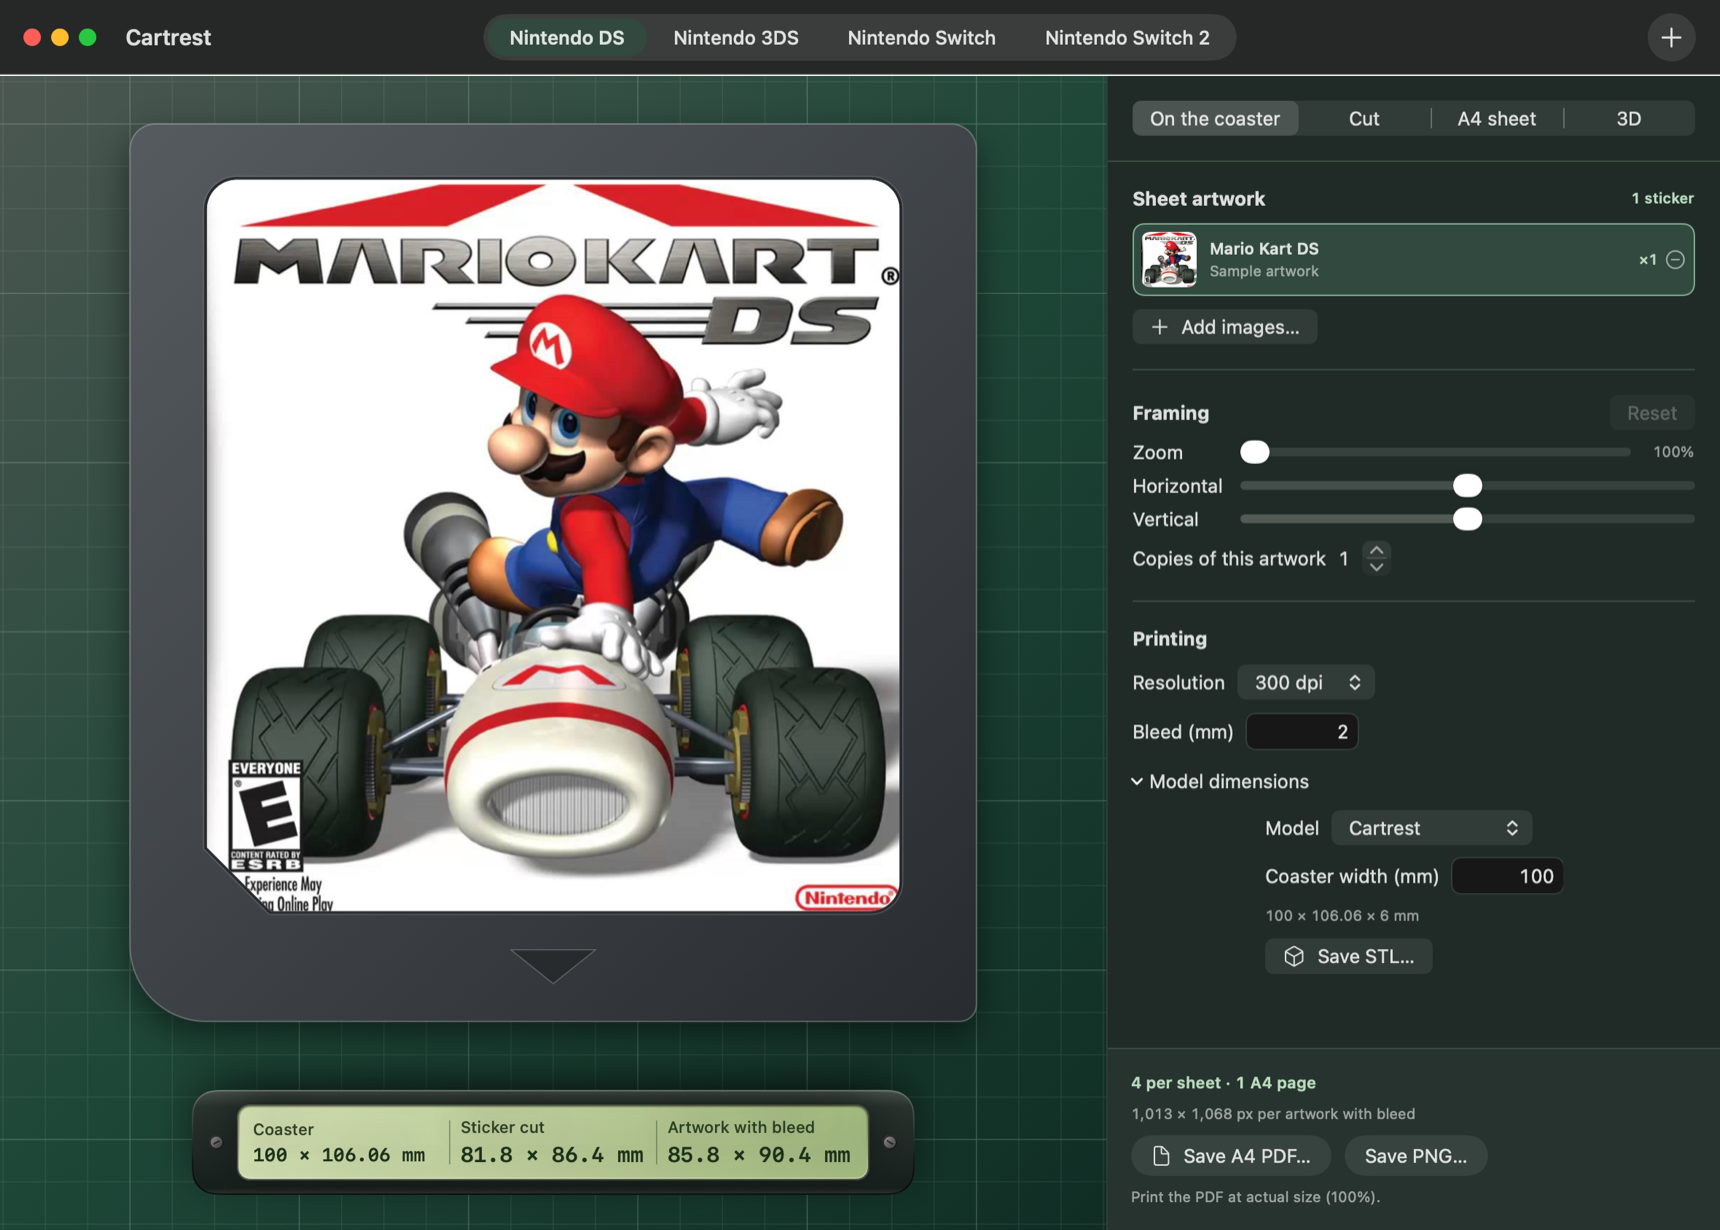 Cartrest
Nintendo DS
Nintendo 3DS
Nintendo Switch
Nintendo Switch 2
MARIOKART
®
DS
M
EVERYONE
E
®
CONTENT RATED BY
ESRB
Experience May
ng Online Play
Nintendo®
Coaster
100 × 106.06 mm
Sticker cut
81.8 × 86.4 mm
Artwork with bleed
85.8 × 90.4 mm
On the coaster
Cut
A4 sheet
3D
Sheet artwork
1 sticker
Mario Kart DS
Sample artwork
×1
Add images...
Framing
Reset
Zoom
100%
Horizontal
Vertical
Copies of this artwork 1
Printing
Resolution 300 dpi
Bleed (mm) 2
Model dimensions
Model Cartrest
Coaster width (mm) 100
100 × 106.06 × 6 mm
Save STL...
4 per sheet · 1 A4 page
1,013 × 1,068 px per artwork with bleed
Save A4 PDF...
Save PNG...
Print the PDF at actual size (100%).